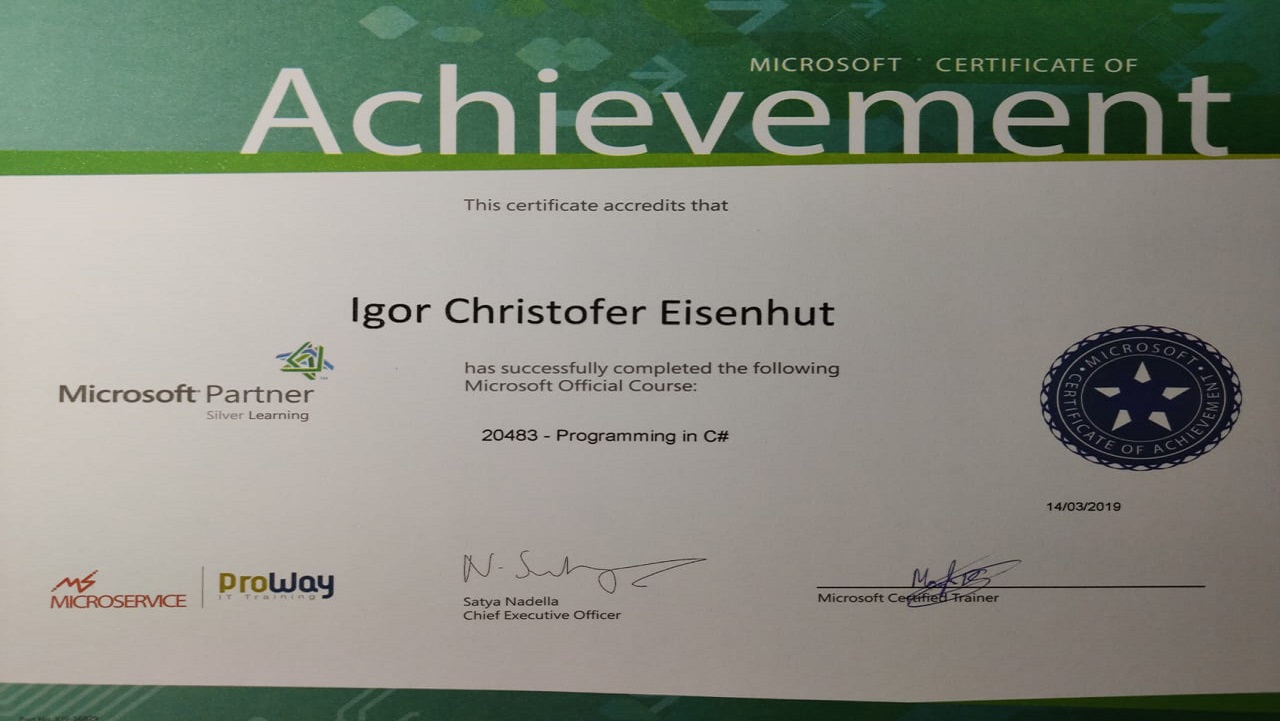 MICROSOFT CERTIFICATE OF
Achievement
This certificate accredits that
Igor Christofer Eisenhut
has successfully completed the following
Microsoft Official Course:
20483 - Programming in C#
Microsoft Partner
Silver Learning
MICROSOFT
CERTIFICATE OF ACHIEVEMENT
14/03/2019
MICROSERVICE
ProWay
IT Training
Satya Nadella
Chief Executive Officer
Microsoft Certified Trainer